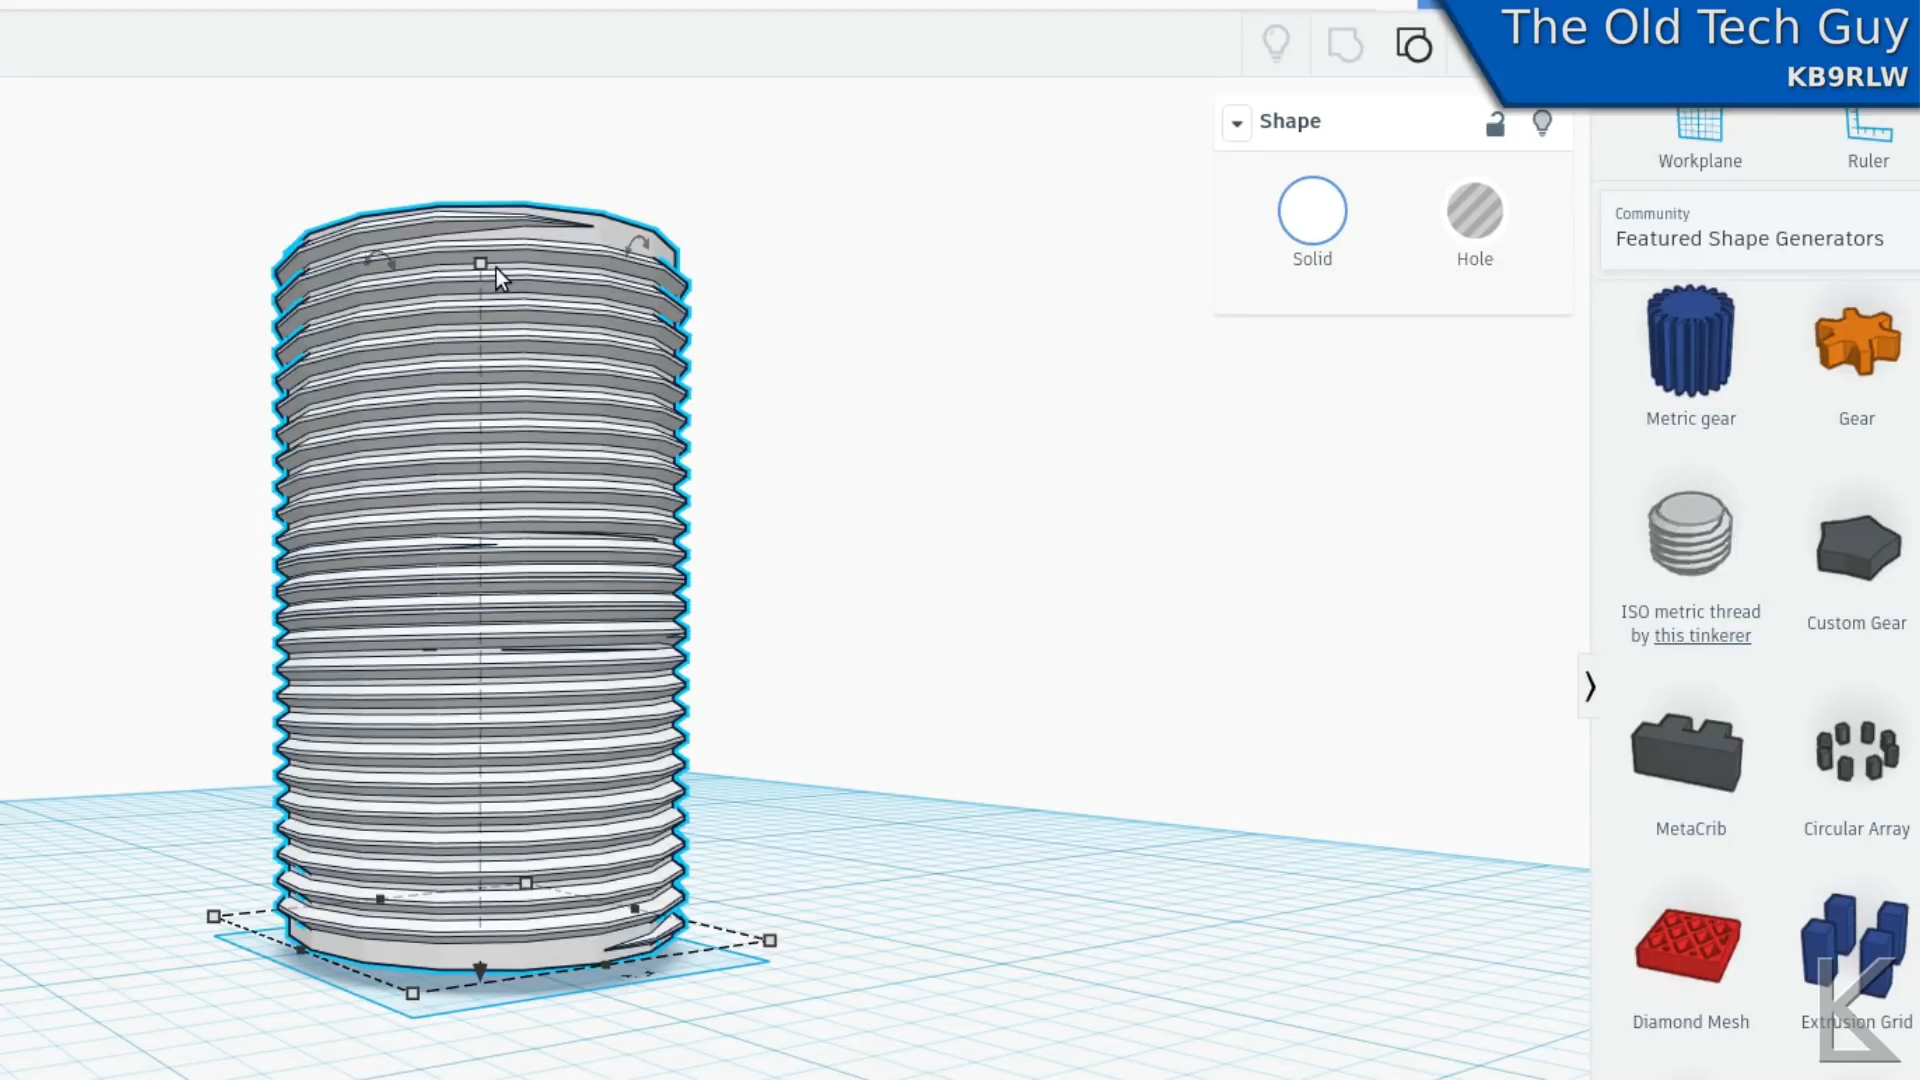 The Old Tech Guy
KB9RLW
Shape
Solid
Hole
Workplane
Ruler
Community
Featured Shape Generators
Metric gear
Gear
ISO metric thread
by this tinkerer
Custom Gear
MetaCrib
Circular Array
Diamond Mesh
Extrusion Grid
K